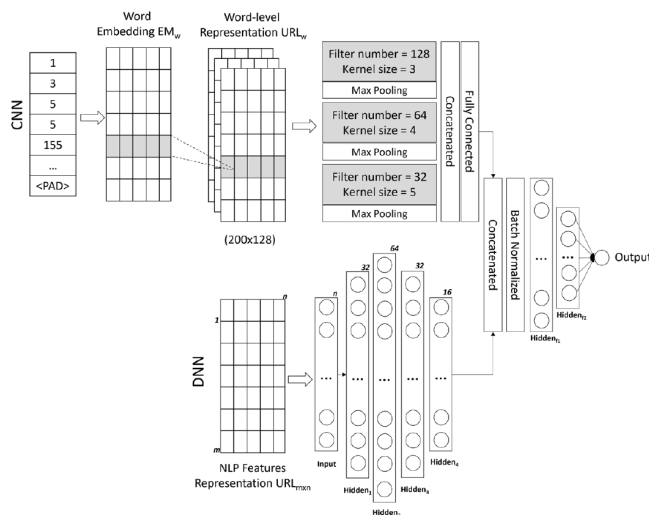 Word
Embedding EMw
Word-level
Representation URLw
CNN
1
3
5
5
155
...
<PAD>
(200x128)
Filter number = 128
Kernel size = 3
Max Pooling
Filter number = 64
Kernel size = 4
Max Pooling
Filter number = 32
Kernel size = 5
Max Pooling
Concatenated
Fully Connected
Concatenated
Batch Normalized
...
Hiddenf1
...
Output
DNN
n
1
m
NLP Features
Representation URLmxn
n
...
Input
32
...
Hidden1
64
...
32
...
Hidden3
16
...
Hidden4